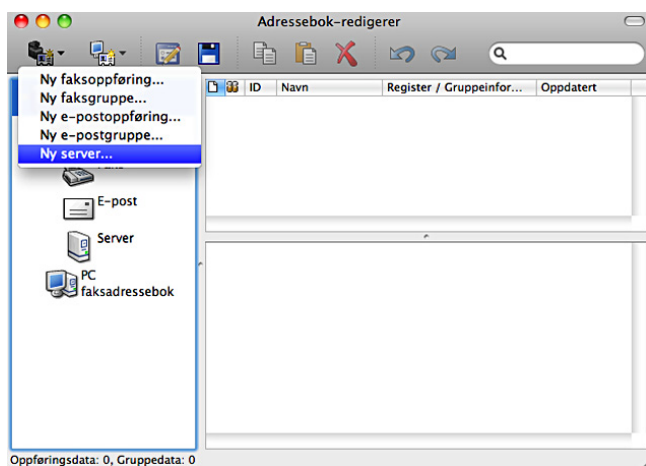 Adressebok-redigerer
Ny faksoppføring...
Ny faksgruppe...
Ny e-postoppføring...
Ny e-postgruppe...
Ny server...
ID Navn Register / Gruppeinfor... Oppdatert
E-post
Server
PC
faksadressebok
Oppføringsdata: 0, Gruppedata: 0